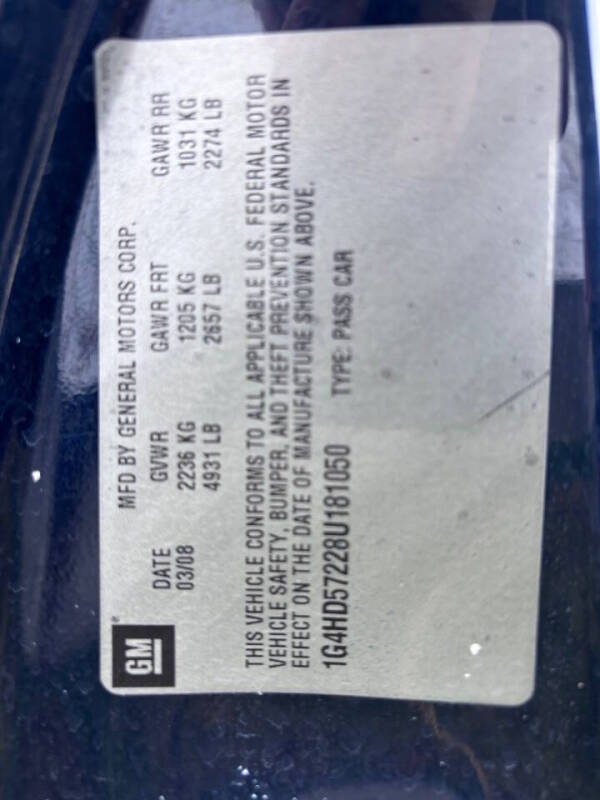 GM
MFD BY GENERAL MOTORS CORP.
DATE GVWR GAWR FRT GAWR RR
03/08 2236 KG 1205 KG 1031 KG
4931 LB 2657 LB 2274 LB
THIS VEHICLE CONFORMS TO ALL APPLICABLE U.S. FEDERAL MOTOR
VEHICLE SAFETY, BUMPER, AND THEFT PREVENTION STANDARDS IN
EFFECT ON THE DATE OF MANUFACTURE SHOWN ABOVE.
1G4HD57228U181050 TYPE: PASS CAR